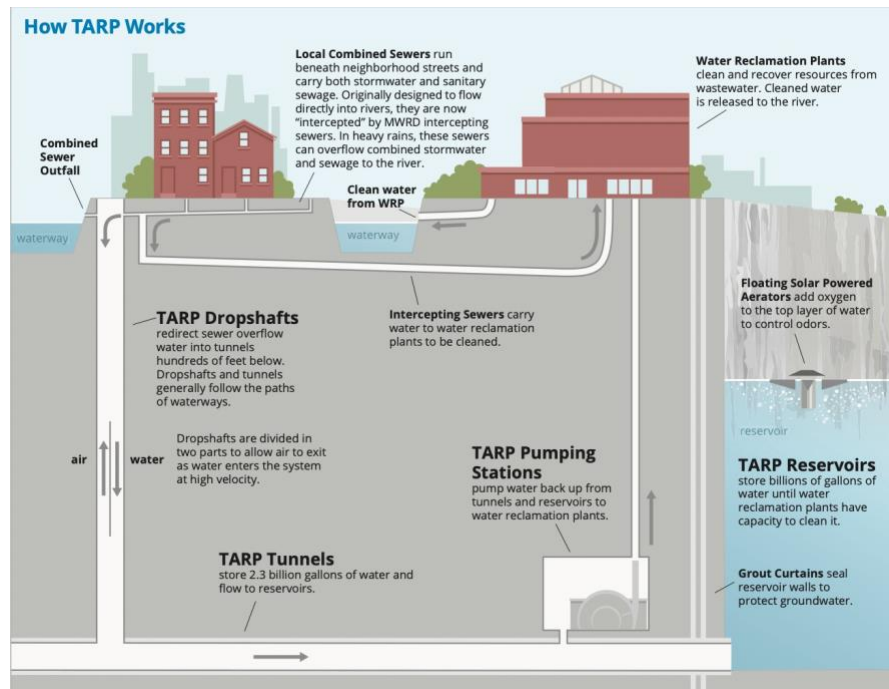 How TARP Works
Local Combined Sewers run
beneath neighborhood streets and
carry both stormwater and sanitary
sewage. Originally designed to flow
directly into rivers, they are now
“intercepted” by MWRD intercepting
sewers. In heavy rains, these sewers
can overflow combined stormwater
and sewage to the river.
Water Reclamation Plants
clean and recover resources from
wastewater. Cleaned water
is released to the river.
Combined
Sewer
Outfall
Clean water
from WRP
waterway
waterway
Floating Solar Powered
Aerators add oxygen
to the top layer of water
to control odors.
TARP Dropshafts
redirect sewer overflow
water into tunnels
hundreds of feet below.
Dropshafts and tunnels
generally follow the paths
of waterways.
Intercepting Sewers carry
water to water reclamation
plants to be cleaned.
reservoir
air
water
Dropshafts are divided in
two parts to allow air to exit
as water enters the system
at high velocity.
TARP Pumping
Stations
pump water back up from
tunnels and reservoirs to
water reclamation plants.
TARP Reservoirs
store billions of gallons of
water until water
reclamation plants have
capacity to clean it.
TARP Tunnels
store 2.3 billion gallons of water and
flow to reservoirs.
Grout Curtains seal
reservoir walls to
protect groundwater.